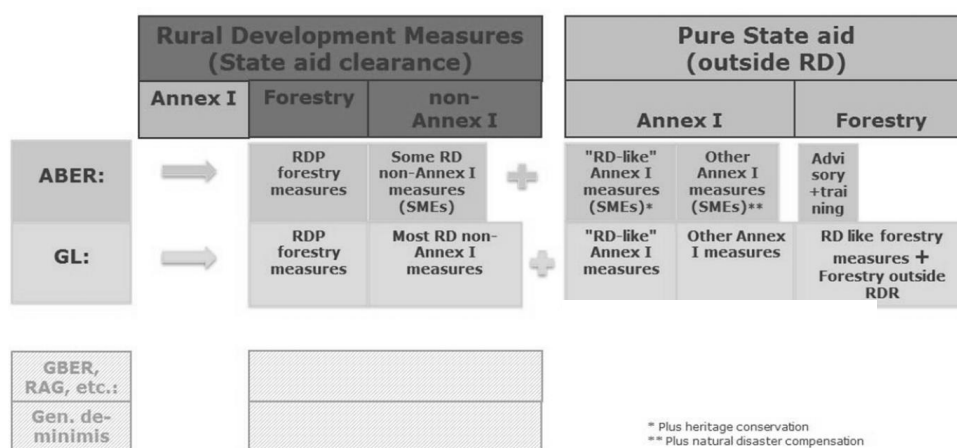 Rural Development Measures
(State aid clearance)
Pure State aid
(outside RD)
Annex I
Forestry
non-
Annex I
Annex I
Forestry
ABER:
RDP
forestry
measures
Some RD
non-Annex I
measures
(SMEs)
"RD-like"
Annex I
measures
(SMEs)*
Other
Annex I
measures
(SMEs)**
Advi
sory
+trai
ning
GL:
RDP
forestry
measures
Most RD non-
Annex I
measures
"RD-like"
Annex I
measures
Other Annex
I measures
RD like forestry
measures +
Forestry outside
RDR
GBER,
RAG, etc.:
Gen. de-
minimis
* Plus heritage conservation
** Plus natural disaster compensation